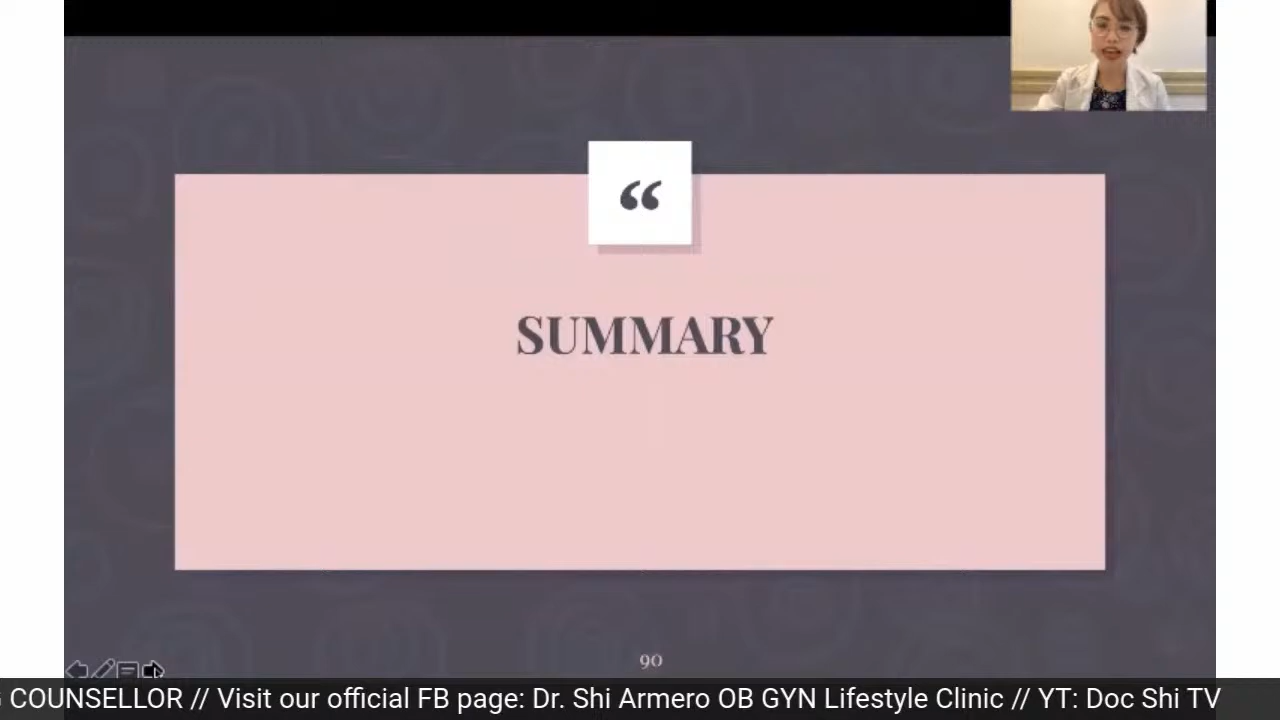 “
SUMMARY
90
COUNSELLOR // Visit our official FB page: Dr. Shi Armero OB GYN Lifestyle Clinic // YT: Doc Shi TV